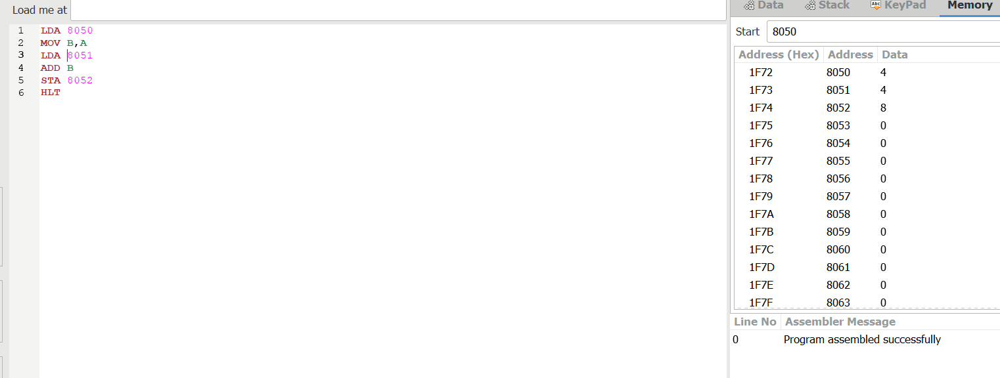 Load me at
1 LDA 8050
2 MOV B,A
3 LDA 8051
4 ADD B
5 STA 8052
6 HLT
Data Stack Abc KeyPad Memory
Start 8050
Address (Hex) Address Data
1F72 8050 4
1F73 8051 4
1F74 8052 8
1F75 8053 0
1F76 8054 0
1F77 8055 0
1F78 8056 0
1F79 8057 0
1F7A 8058 0
1F7B 8059 0
1F7C 8060 0
1F7D 8061 0
1F7E 8062 0
1F7F 8063 0
Line No Assembler Message
0 Program assembled successfully